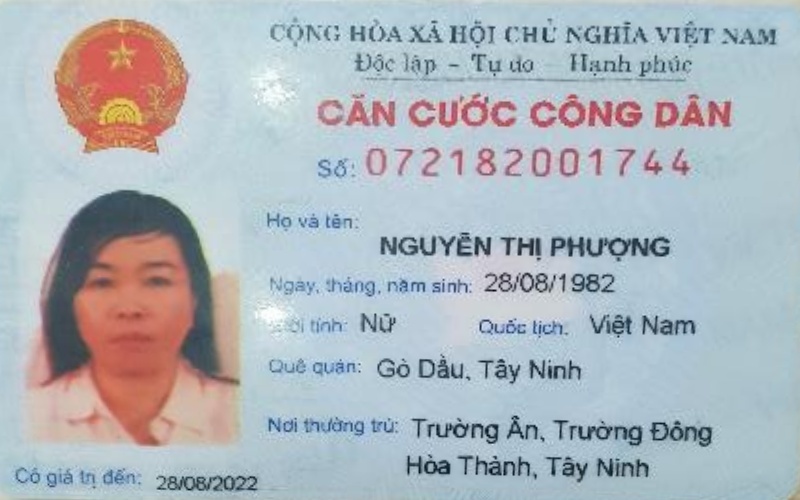 CỘNG HÒA XÃ HỘI CHỦ NGHĨA VIỆT NAM
Độc lập - Tự do - Hạnh phúc
CĂN CƯỚC CÔNG DÂN
Số: 072182001744
Họ và tên:
NGUYỄN THỊ PHƯỢNG
Ngày, tháng, năm sinh: 28/08/1982
tính: Nữ Quốc tịch: Việt Nam
Quê quán: Gò Dầu, Tây Ninh
Nơi thường trú: Trường Ân, Trường Đông
Hòa Thành, Tây Ninh
Có giá trị đến: 28/08/2022